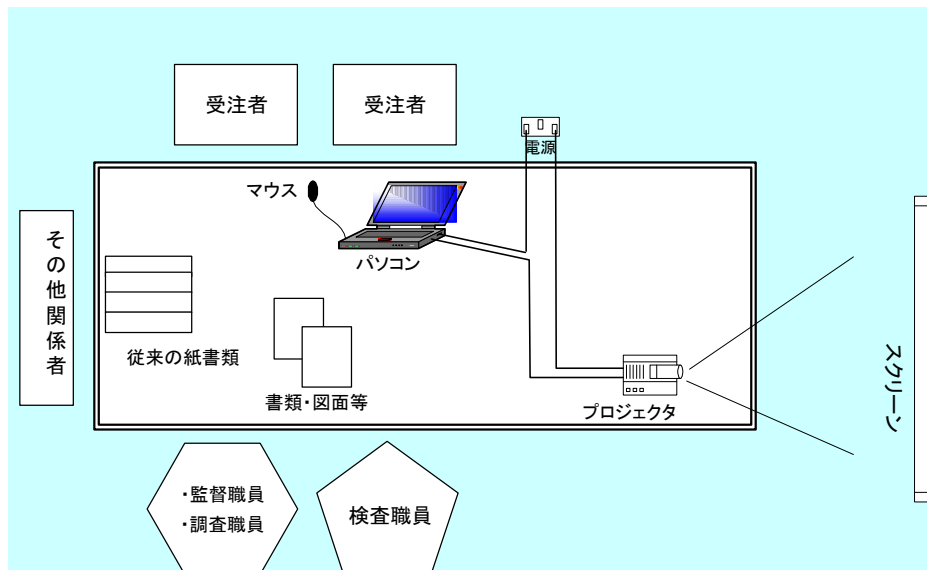 受注者
受注者
電源
マウス
パソコン
その他関係者
従来の紙書類
書類・図面等
プロジェクタ
スクリーン
・監督職員
・調査職員
検査職員